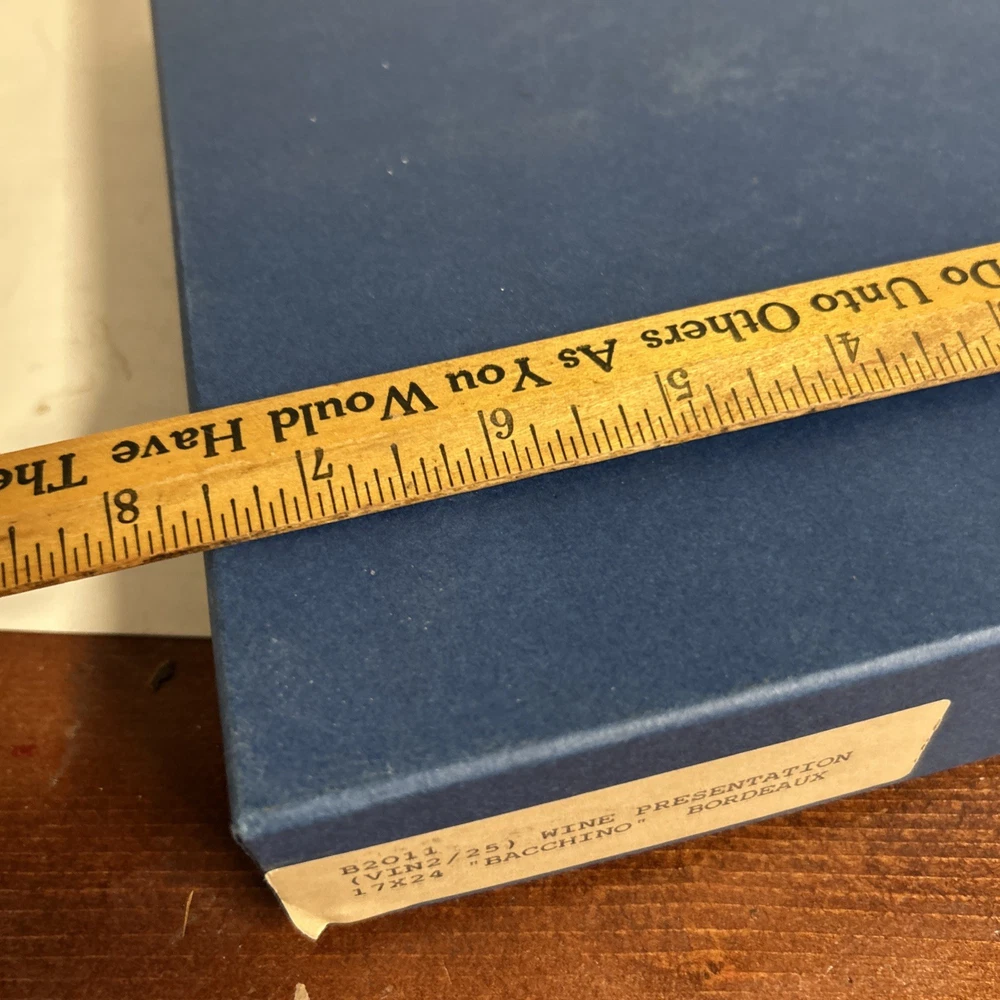 Do Unto Others As You Would Have The
8 7 6 5 4
B2011
(VIN2/25) WINE PRESENTATION
17X24 "BACCHINO" BORDEAUX